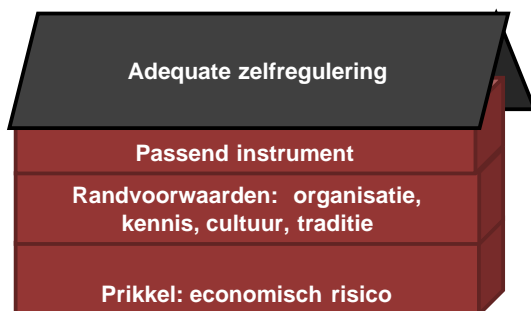 Adequate zelfregulering
Passend instrument
Randvoorwaarden: organisatie,
kennis, cultuur, traditie
Prikkel: economisch risico